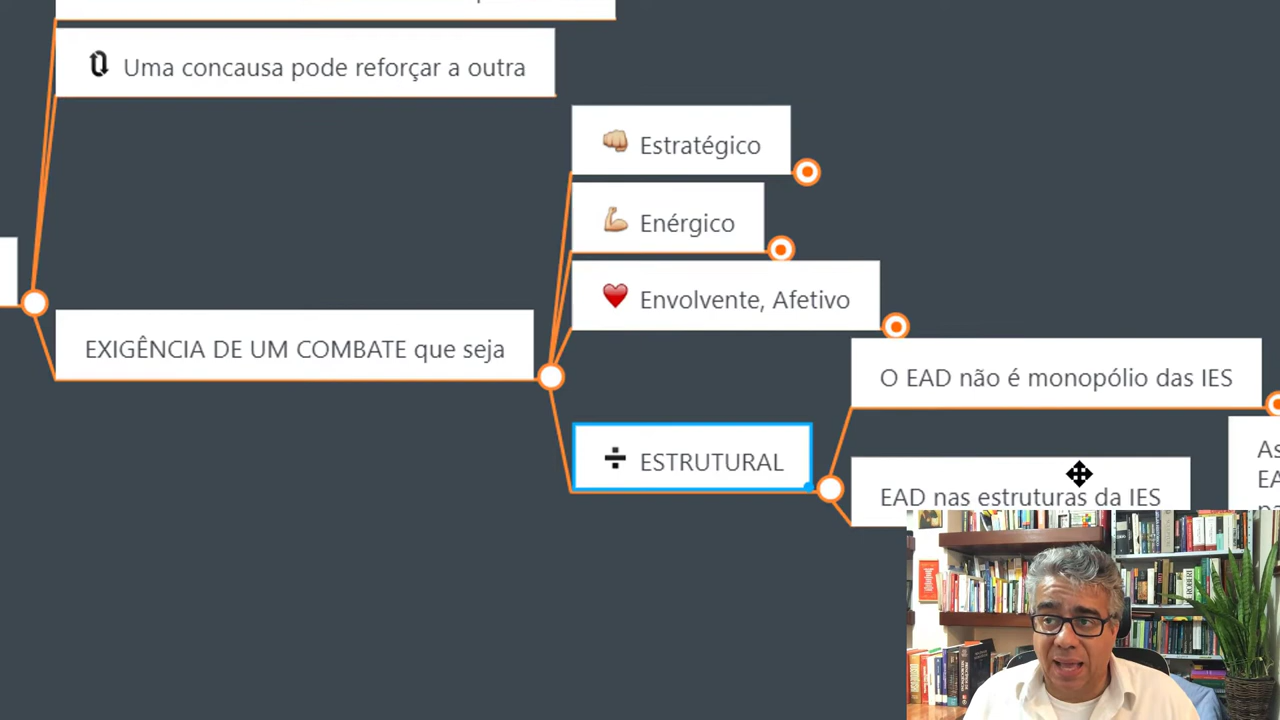 Uma concausa pode reforçar a outra
Estratégico
Enérgico
Envolvente, Afetivo
EXIGÊNCIA DE UM COMBATE que seja
O EAD não é monopólio das IES
ESTRUTURAL
As
EAD nas estruturas da IES